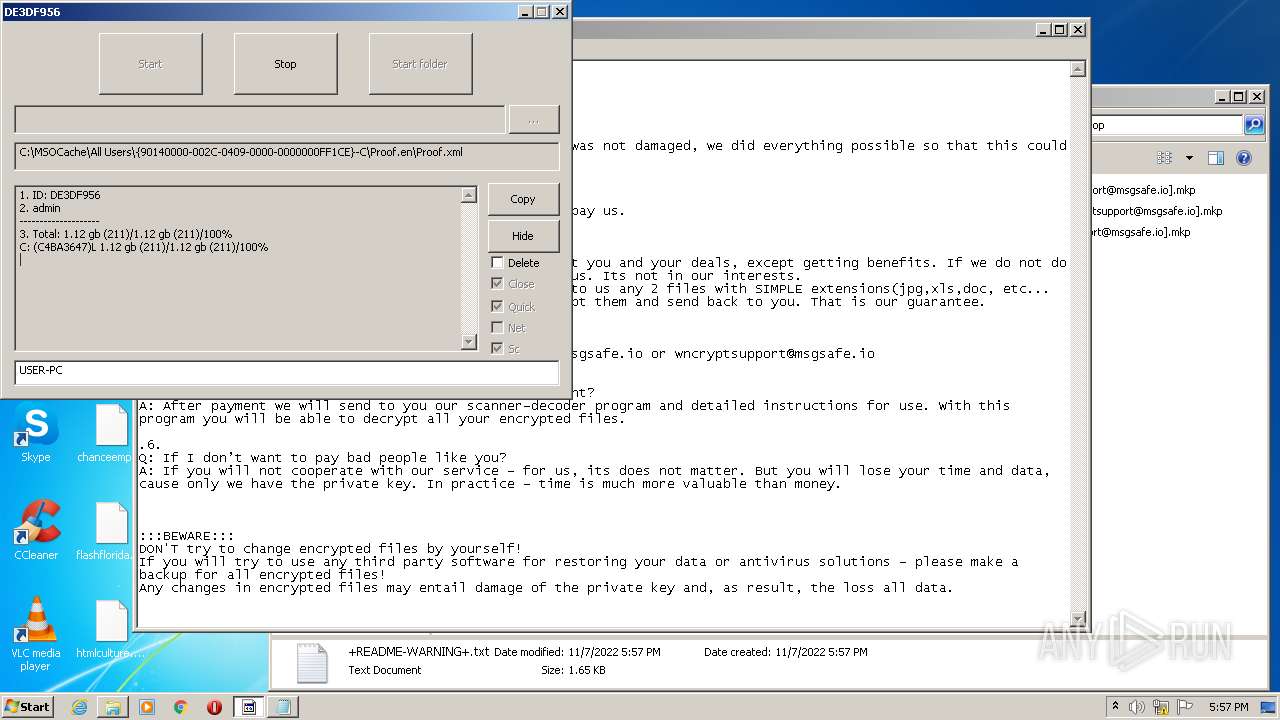 DE3DF956
Start
Stop
Start folder
...
C:\MSOCache\All Users\{90140000-002C-0409-0000-0000000FF1CE}-C\Proof.en\Proof.xml
1. ID: DE3DF956
2. admin
--------------------
3. Total: 1.12 gb (211)/1.12 gb (211)/100%
C: (C4BA3647)L 1.12 gb (211)/1.12 gb (211)/100%
Copy
Hide
Delete
Close
Quick
Net
Sc
USER-PC
was not damaged, we did everything possible so that this could
pay us.
t you and your deals, except getting benefits. If we do not do
us. Its not in our interests.
to us any 2 files with SIMPLE extensions(jpg,xls,doc, etc...
pt them and send back to you. That is our guarantee.
sgsafe.io or wncryptsupport@msgsafe.io
nt?
A: After payment we will send to you our scanner-decoder program and detailed instructions for use. With this
program you will be able to decrypt all your encrypted files.
.6.
Q: If I don't want to pay bad people like you?
A: If you will not cooperate with our service - for us, its does not matter. But you will lose your time and data,
cause only we have the private key. In practice - time is much more valuable than money.
:::BEWARE:::
DON'T try to change encrypted files by yourself!
If you will try to use any third party software for restoring your data or antivirus solutions - please make a
backup for all encrypted files!
Any changes in encrypted files may entail damage of the private key and, as result, the loss all data.
op
ort@msgsafe.io].mkp
tsupport@msgsafe.io].mkp
rt@msgsafe.io].mkp
Skype
chanceemp
CCleaner
flashflorida.
VLC media
player
htmlculture...
+README-WARNING+.txt Date modified: 11/7/2022 5:57 PM
Date created: 11/7/2022 5:57 PM
Text Document
Size: 1.65 KB
ANY RUN
Start
5:57 PM